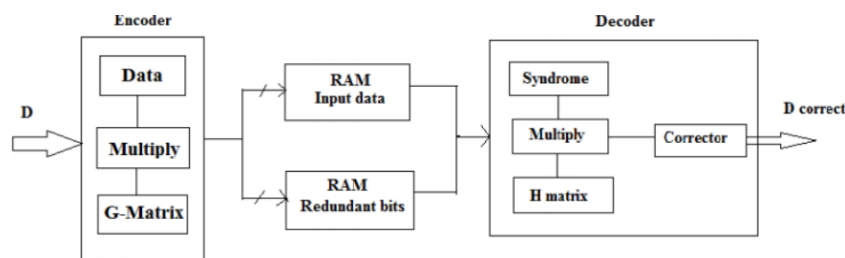 Encoder
Decoder
D
Data
Multiply
G-Matrix
RAM
Input data
RAM
Redundant bits
Syndrome
Multiply
H matrix
Corrector
D correct